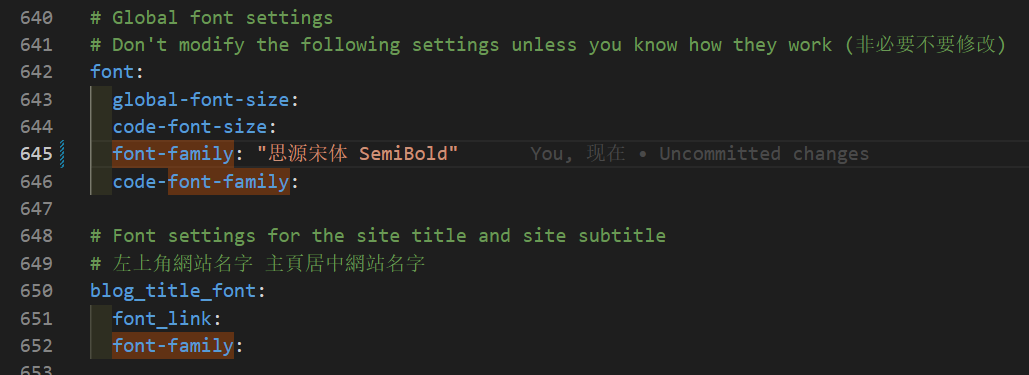 640 # Global font settings
641 # Don't modify the following settings unless you know how they work (非必要不要修改)
642 font:
643   global-font-size:
644   code-font-size:
645   font-family: "思源宋体 SemiBold" You, 现在 • Uncommitted changes
646   code-font-family:
647
648 # Font settings for the site title and site subtitle
649 # 左上角網站名字 主頁居中網站名字
650 blog_title_font:
651   font_link:
652   font-family:
653